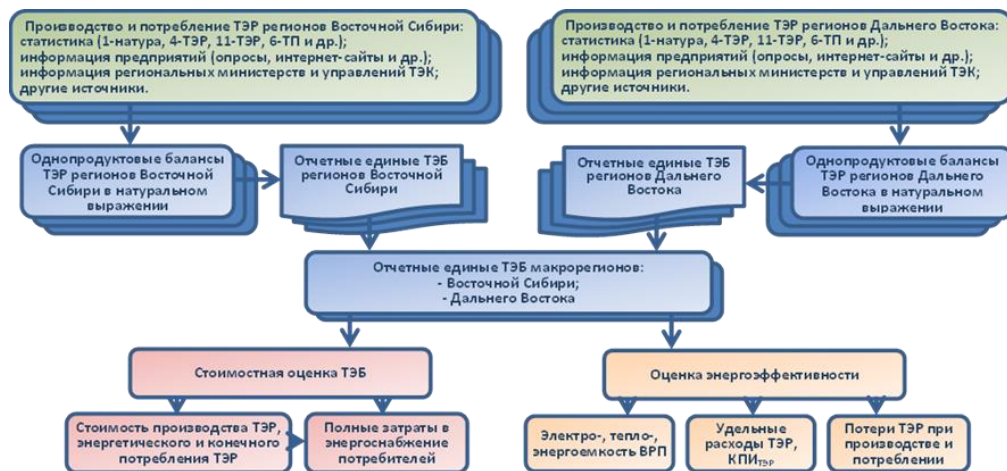 Производство и потребление ТЭР регионов Восточной Сибири:
статистика (1-натура, 4-ТЭР, 11-ТЭР, 6-ТП и др.);
информация предприятий (опросы, интернет-сайты и др.);
информация региональных министерств и управлений ТЭК;
другие источники.
Производство и потребление ТЭР регионов Дальнего Востока:
статистика (1-натура, 4-ТЭР, 11-ТЭР, 6-ТП и др.);
информация предприятий (опросы, интернет-сайты и др.);
информация региональных министерств и управлений ТЭК;
другие источники.
Однопродуктовые балансы
ТЭР регионов Восточной
Сибири в натуральном
выражении
Отчетные единые ТЭБ
регионов Восточной
Сибири
Отчетные единые ТЭБ
регионов Дальнего
Востока
Однопродуктовые балансы
ТЭР регионов Дальнего
Востока в натуральном
выражении
Отчетные единые ТЭБ макрорегионов:
- Восточной Сибири;
- Дальнего Востока
Стоимостная оценка ТЭБ
Оценка энергоэффективности
Стоимость производства ТЭР,
энергетического и конечного
потребления ТЭР
Полные затраты в
энергоснабжение
потребителей
Электро-, тепло-,
энергоемкость ВРП
Удельные
расходы ТЭР,
КПИтэр
Потери ТЭР при
производстве и
потреблении